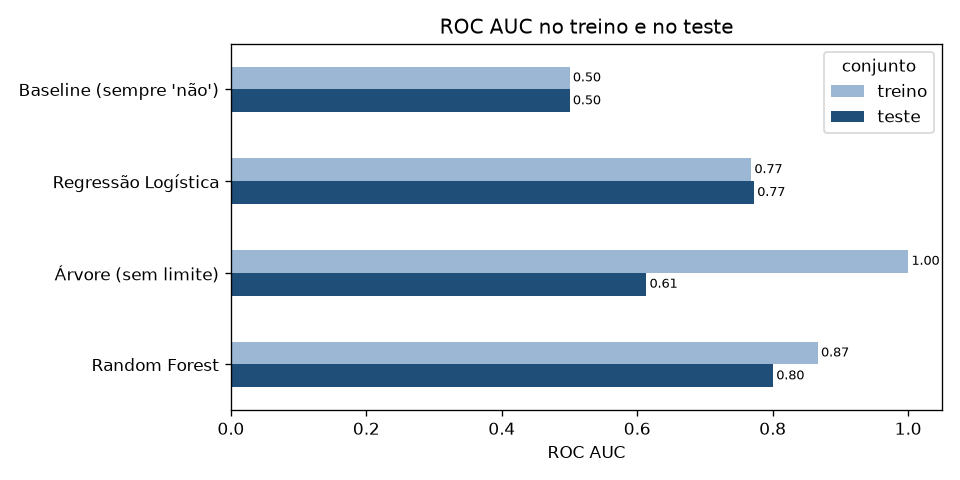 ROC AUC no treino e no teste
conjunto
treino
teste
Baseline (sempre 'não')
0.50
0.50
Regressão Logística
0.77
0.77
Árvore (sem limite)
1.00
0.61
Random Forest
0.87
0.80
0.0 0.2 0.4 0.6 0.8 1.0
ROC AUC